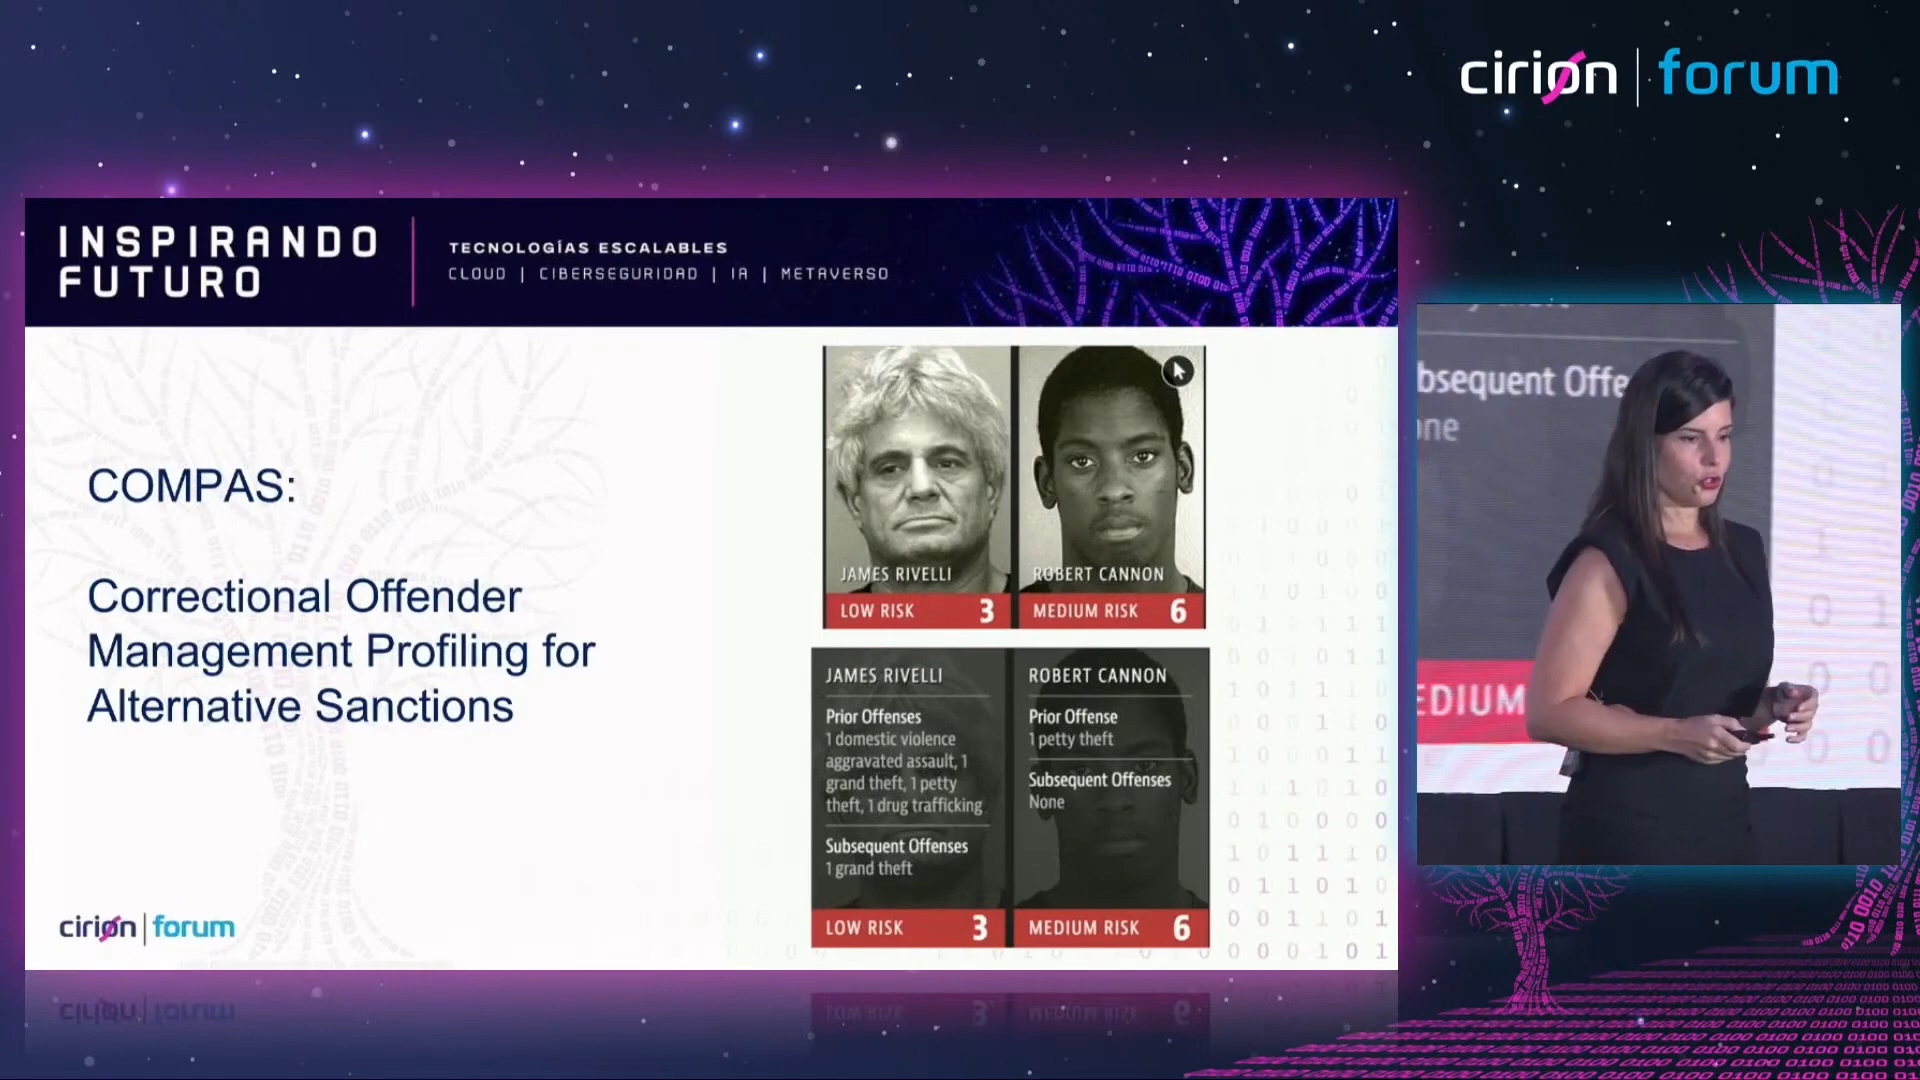 cirion | forum
INSPIRANDO
FUTURO
TECNOLOGÍAS ESCALABLES
CLOUD | CIBERSEGURIDAD | IA | METAVERSO
COMPAS:
Correctional Offender
Management Profiling for
Alternative Sanctions
JAMES RIVELLI
LOW RISK 3
ROBERT CANNON
MEDIUM RISK 6
JAMES RIVELLI
Prior Offenses
1 domestic violence
aggravated assault, 1
grand theft, 1 petty
theft, 1 drug trafficking
Subsequent Offenses
1 grand theft
LOW RISK 3
ROBERT CANNON
Prior Offense
1 petty theft
Subsequent Offenses
None
MEDIUM RISK 6
cirion | forum
bsequent Offe
one
EDIUM